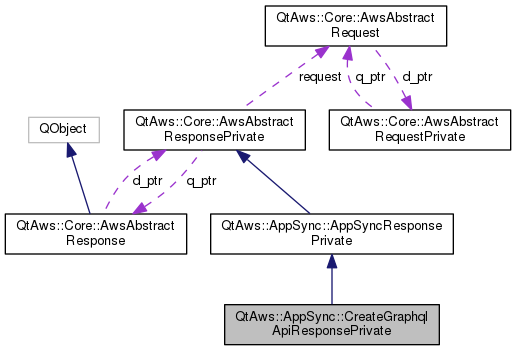 QtAws::Core::AwsAbstract
Request
request
q_ptr
d_ptr
QObject
QtAws::Core::AwsAbstract
ResponsePrivate
QtAws::Core::AwsAbstract
RequestPrivate
d_ptr
q_ptr
QtAws::Core::AwsAbstract
Response
QtAws::AppSync::AppSyncResponse
Private
QtAws::AppSync::CreateGraphql
ApiResponsePrivate